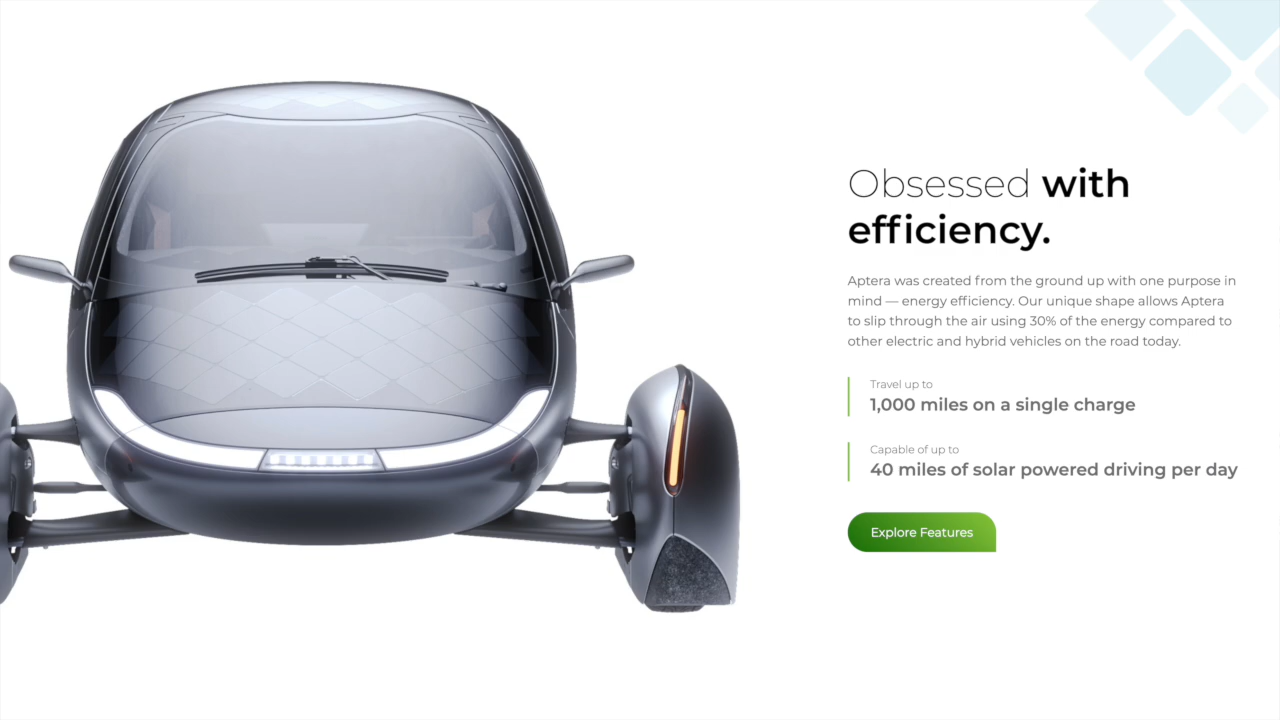 Obsessed with
efficiency.
Aptera was created from the ground up with one purpose in
mind — energy efficiency. Our unique shape allows Aptera
to slip through the air using 30% of the energy compared to
other electric and hybrid vehicles on the road today.
Travel up to
1,000 miles on a single charge
Capable of up to
40 miles of solar powered driving per day
Explore Features